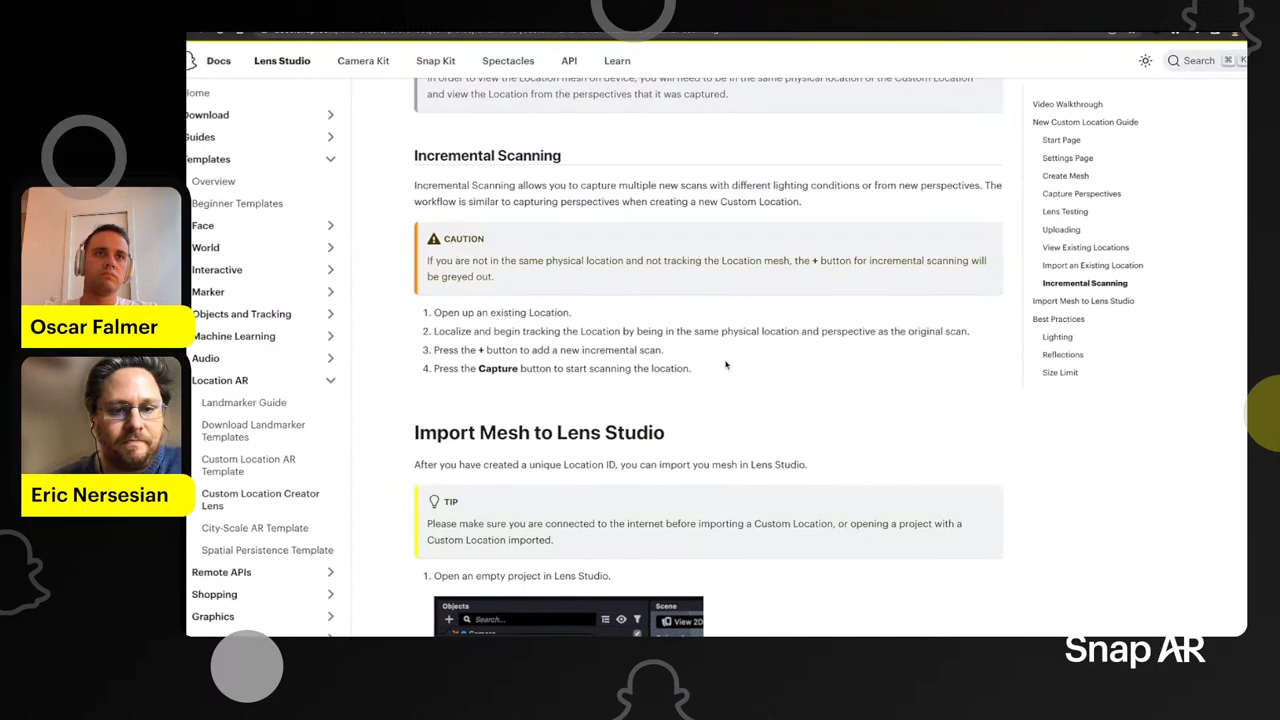 Docs
Lens Studio
Camera Kit
Snap Kit
Spectacles
API
Learn
Search
⌘
K
Home
Download
Guides
Templates
Overview
Beginner Templates
Face
World
Interactive
Marker
Objects and Tracking
Machine Learning
Audio
Location AR
Landmarker Guide
Download Landmarker
Templates
Custom Location AR
Template
Custom Location Creator
Lens
City-Scale AR Template
Spatial Persistence Template
Remote APIs
Shopping
Graphics
In order to view the Location mesh on device, you will need to be in the same physical location of the Custom Location
and view the Location from the perspectives that it was captured.
Incremental Scanning
Incremental Scanning allows you to capture multiple new scans with different lighting conditions or from new perspectives. The
workflow is similar to capturing perspectives when creating a new Custom Location.
CAUTION
If you are not in the same physical location and not tracking the Location mesh, the + button for incremental scanning will
be greyed out.
1. Open up an existing Location.
2. Localize and begin tracking the Location by being in the same physical location and perspective as the original scan.
3. Press the + button to add a new incremental scan.
4. Press the Capture button to start scanning the location.
Import Mesh to Lens Studio
After you have created a unique Location ID, you can import you mesh in Lens Studio.
TIP
Please make sure you are connected to the internet before importing a Custom Location, or opening a project with a
Custom Location imported.
1. Open an empty project in Lens Studio.
Objects
Search...
Camera
Scene
View 2D
Video Walkthrough
New Custom Location Guide
Start Page
Settings Page
Create Mesh
Capture Perspectives
Lens Testing
Uploading
View Existing Locations
Import an Existing Location
Incremental Scanning
Import Mesh to Lens Studio
Best Practices
Lighting
Reflections
Size Limit
Oscar Falmer
Eric Nersesian
Snap AR